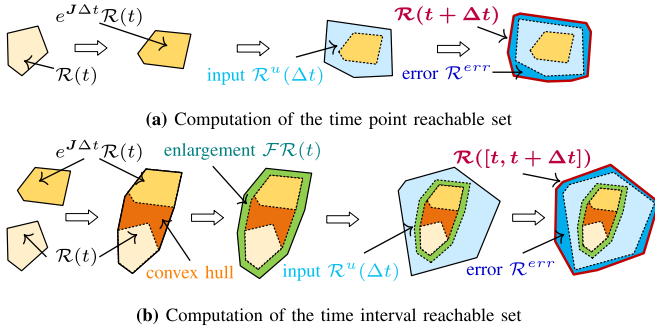 e^{JΔt}R(t)
R(t)
input R^u(Δt)
R(t + Δt)
error R^{err}
(a) Computation of the time point reachable set
e^{JΔt}R(t)
R(t)
enlargement FR(t)
convex hull
input R^u(Δt)
R([t, t + Δt])
error R^{err}
(b) Computation of the time interval reachable set